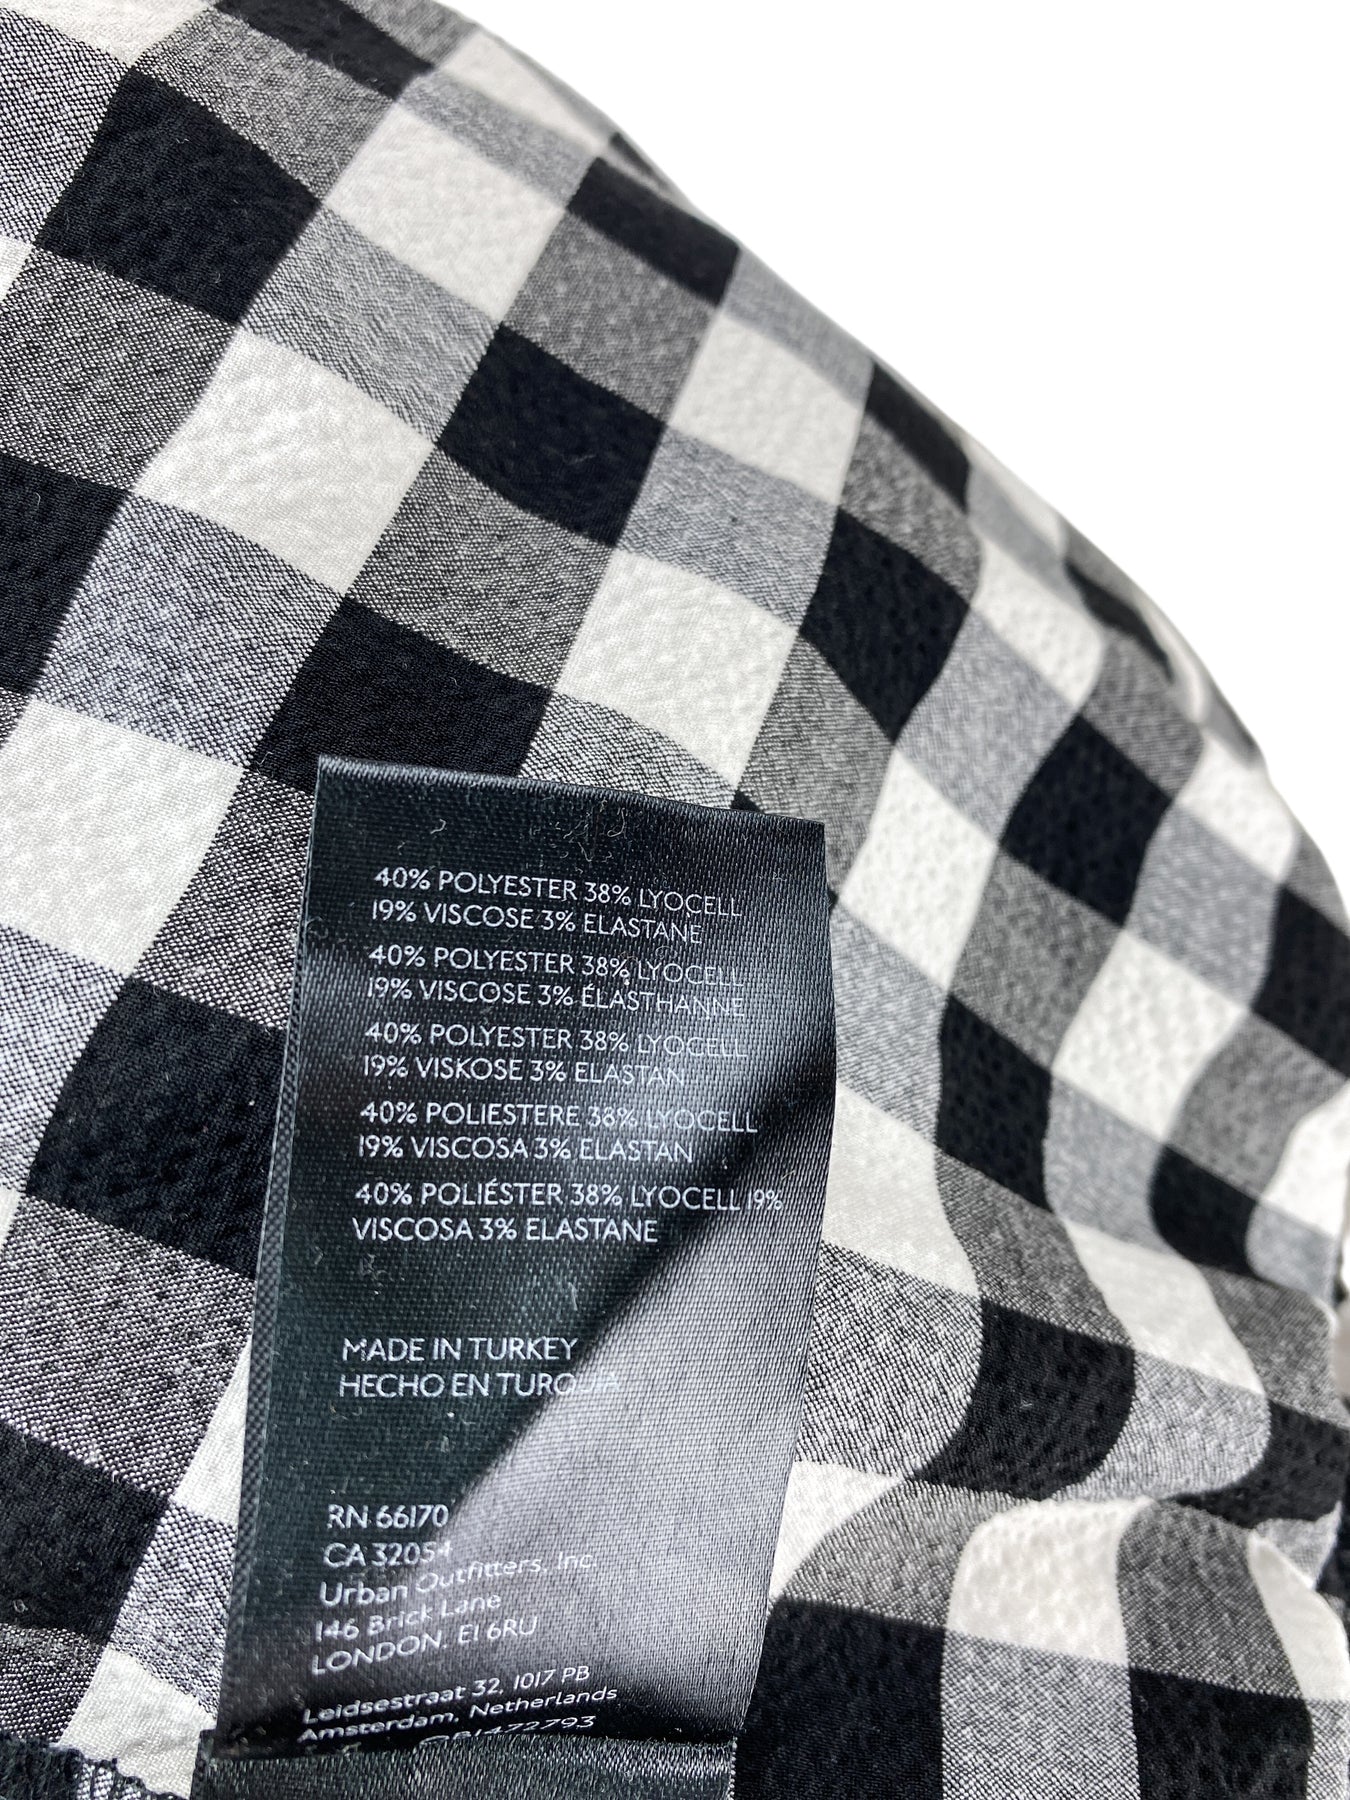 40% POLYESTER 38% LYOCELL
19% VISCOSE 3% ELASTANE
40% POLYESTER 38% LYOCELL
19% VISCOSE 3% ÉLASTHANNE
40% POLYESTER 38% LYOCELL
19% VISKOSE 3% ELASTAN
40% POLIESTERE 38% LYOCELL
19% VISCOSA 3% ELASTAN
40% POLIÉSTER 38% LYOCELL 19%
VISCOSA 3% ELASTANE
MADE IN TURKEY
HECHO EN TURQUIA
RN 66170
CA 32054
Urban Outfitters, Inc.
146 Brick Lane
LONDON. E1 6RU
Leidsestraat 32, 1017 PB
Amsterdam, Netherlands